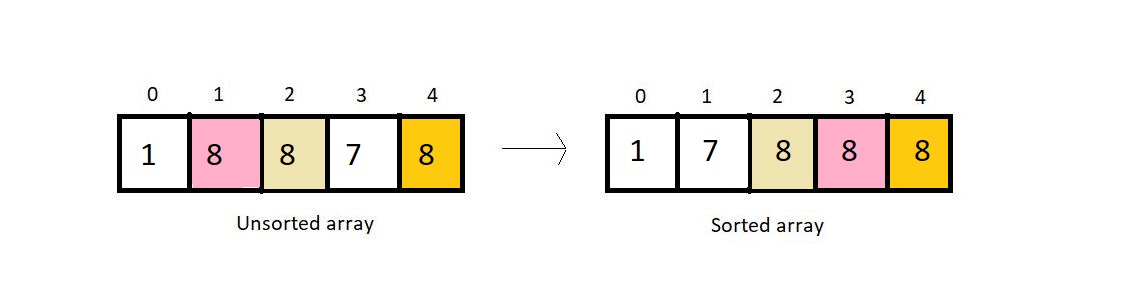 0 1 2 3 4
1 8 8 7 8
Unsorted array
0 1 2 3 4
1 7 8 8 8
Sorted array